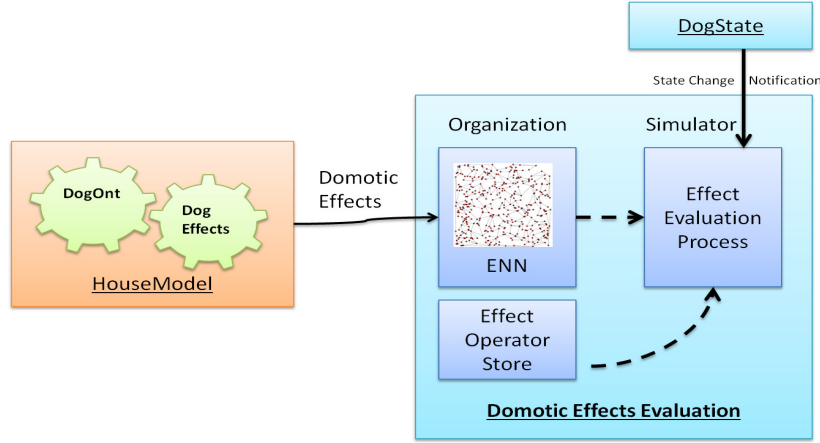 DogState
State Change Notification
Organization
Simulator
DogOnt
Dog
Effects
HouseModel
Domotic
Effects
ENN
Effect
Evaluation
Process
Effect
Operator
Store
Domotic Effects Evaluation